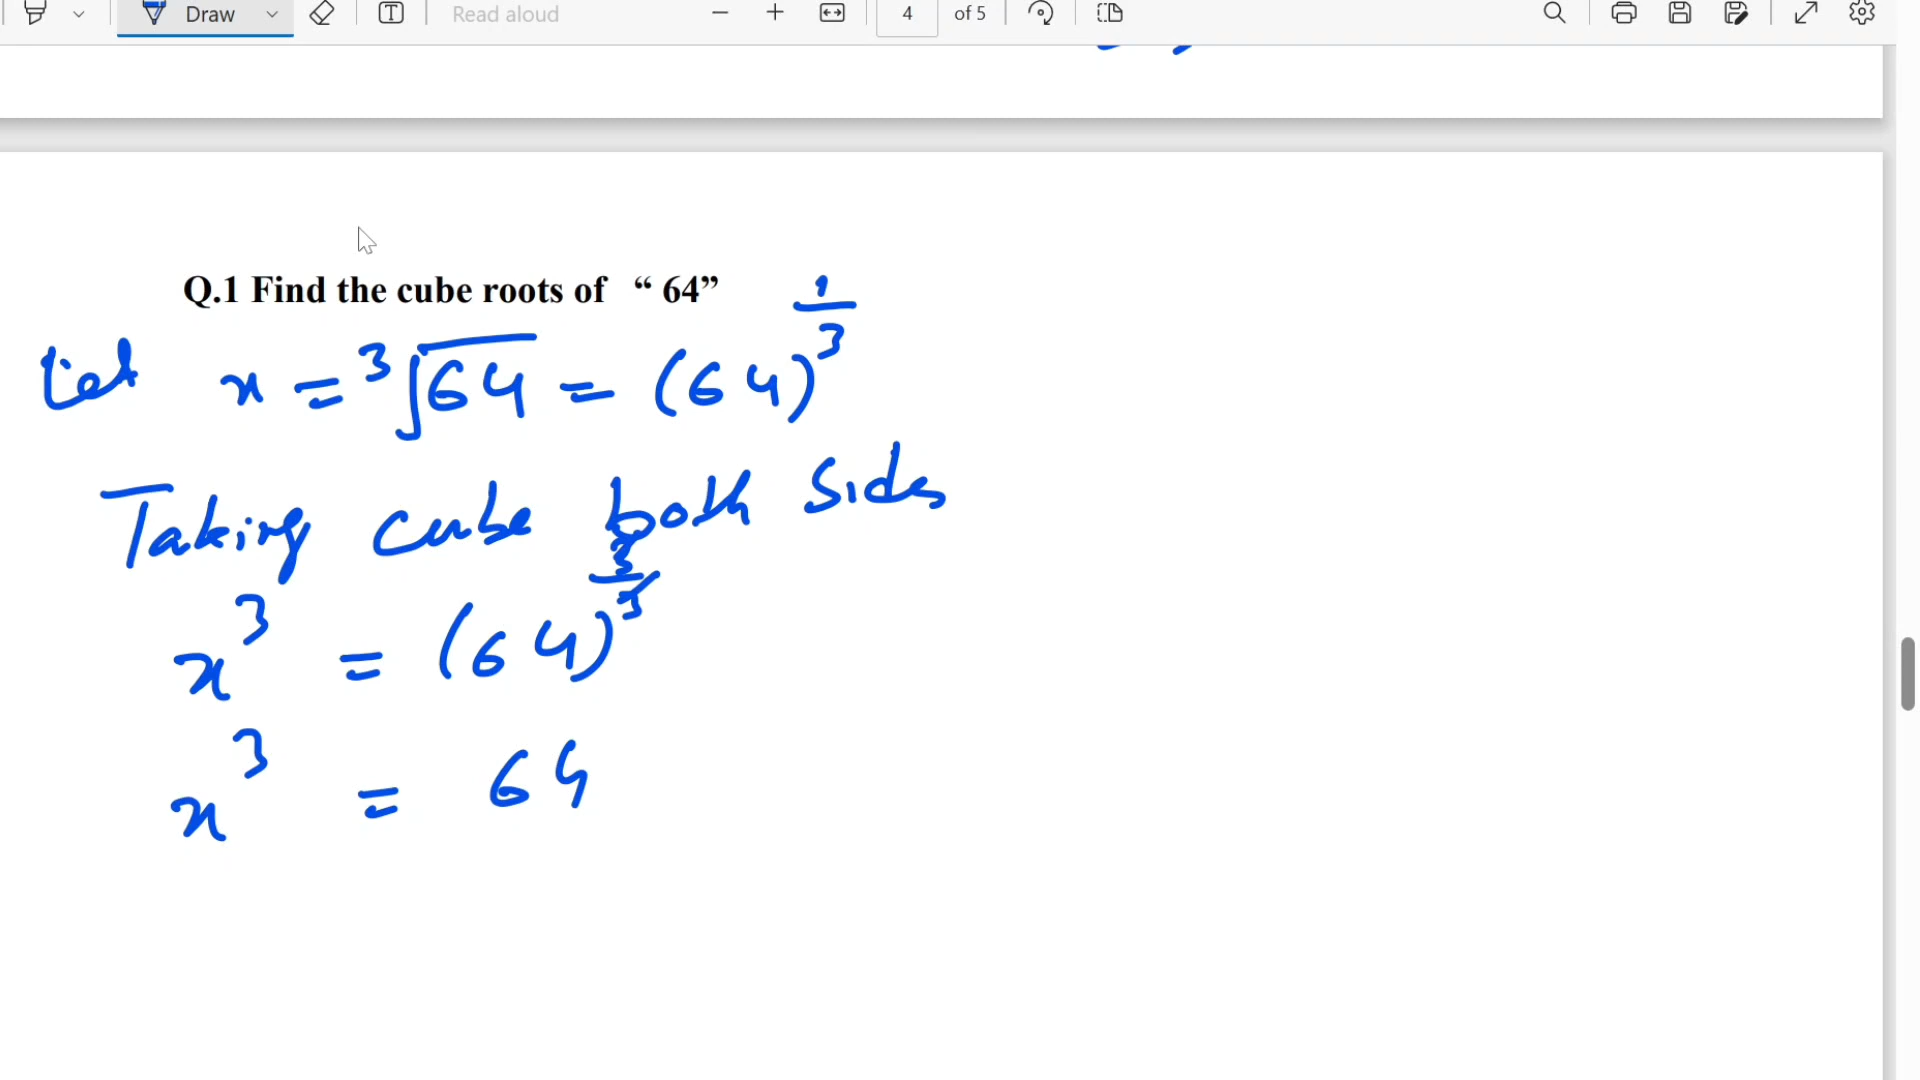 Draw Read aloud 4 of 5
Q.1 Find the cube roots of “ 64”
Let x = ∛64 = (64)^(1/3)
Taking cube both sides
x³ = (64)^(3/3)
x³ = 64